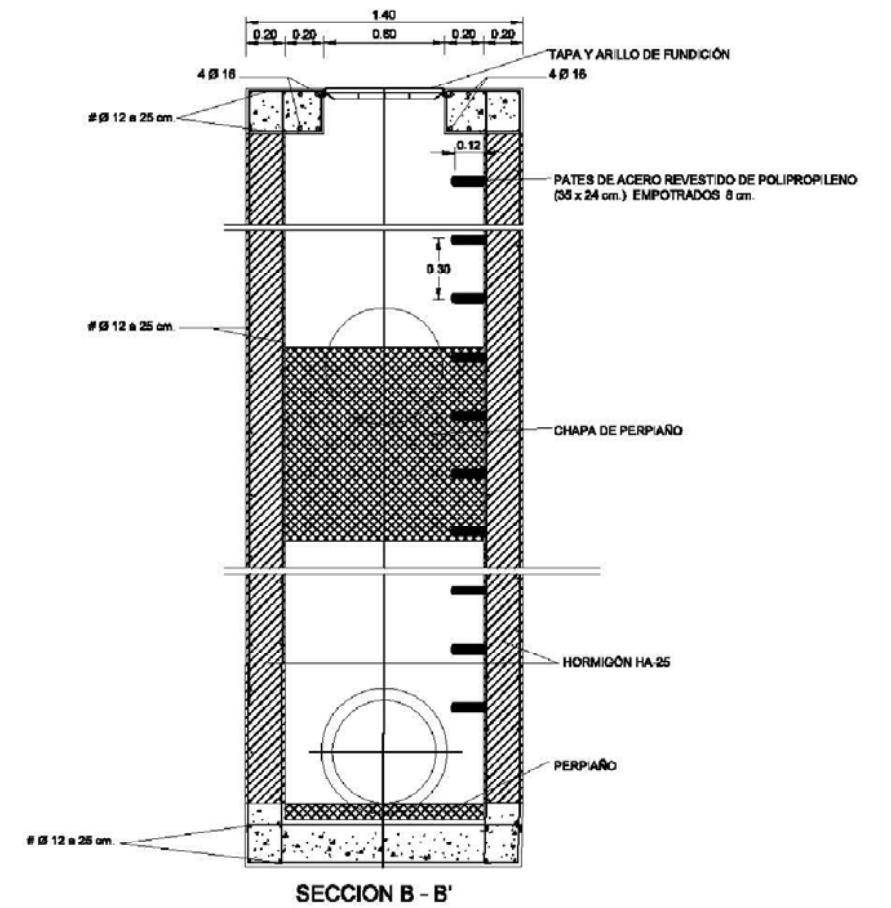 1.40
0.20 0.20 0.60 0.20 0.20
TAPA Y ARILLO DE FUNDICIÓN
4 Ø 16
4 Ø 16
# Ø 12 a 25 cm.
0.12
PATES DE ACERO REVESTIDO DE POLIPROPILENO
(35 x 24 cm.) EMPOTRADOS 8 cm.
0.30
# Ø 12 a 25 cm.
CHAPA DE PERPIAÑO
HORMIGÓN HA-25
PERPIAÑO
# Ø 12 a 25 cm.
SECCION B - B'